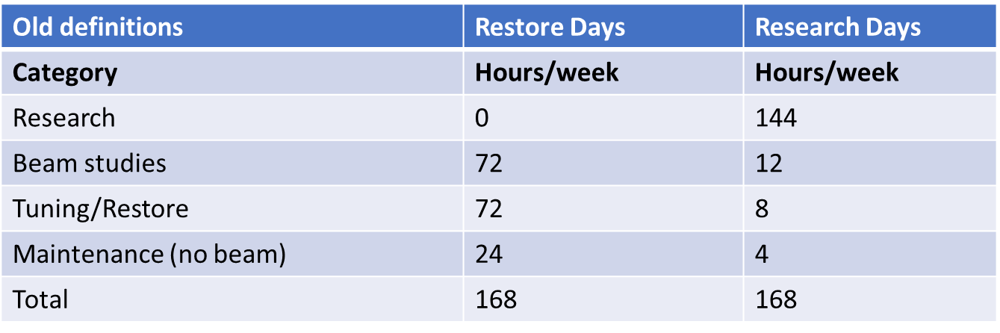 Old definitions Restore Days Research Days
Category Hours/week Hours/week
Research 0 144
Beam studies 72 12
Tuning/Restore 72 8
Maintenance (no beam) 24 4
Total 168 168